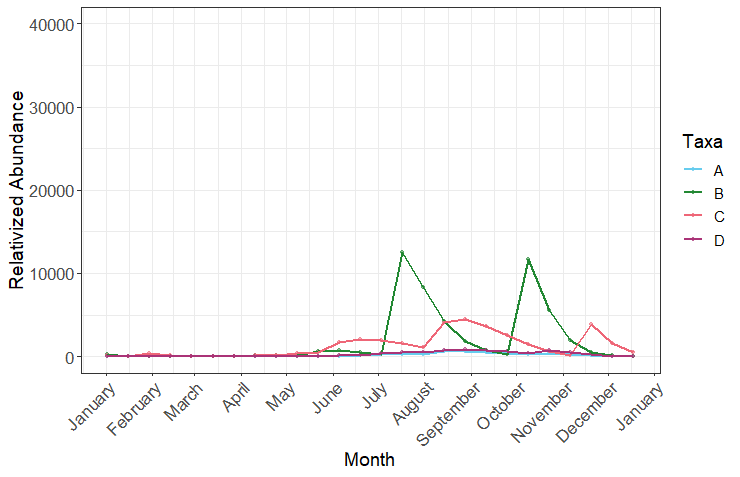 40000
30000
20000
10000
0
Relativized Abundance
January
February
March
April
May
June
July
August
September
October
November
December
January
Month
Taxa
A
B
C
D